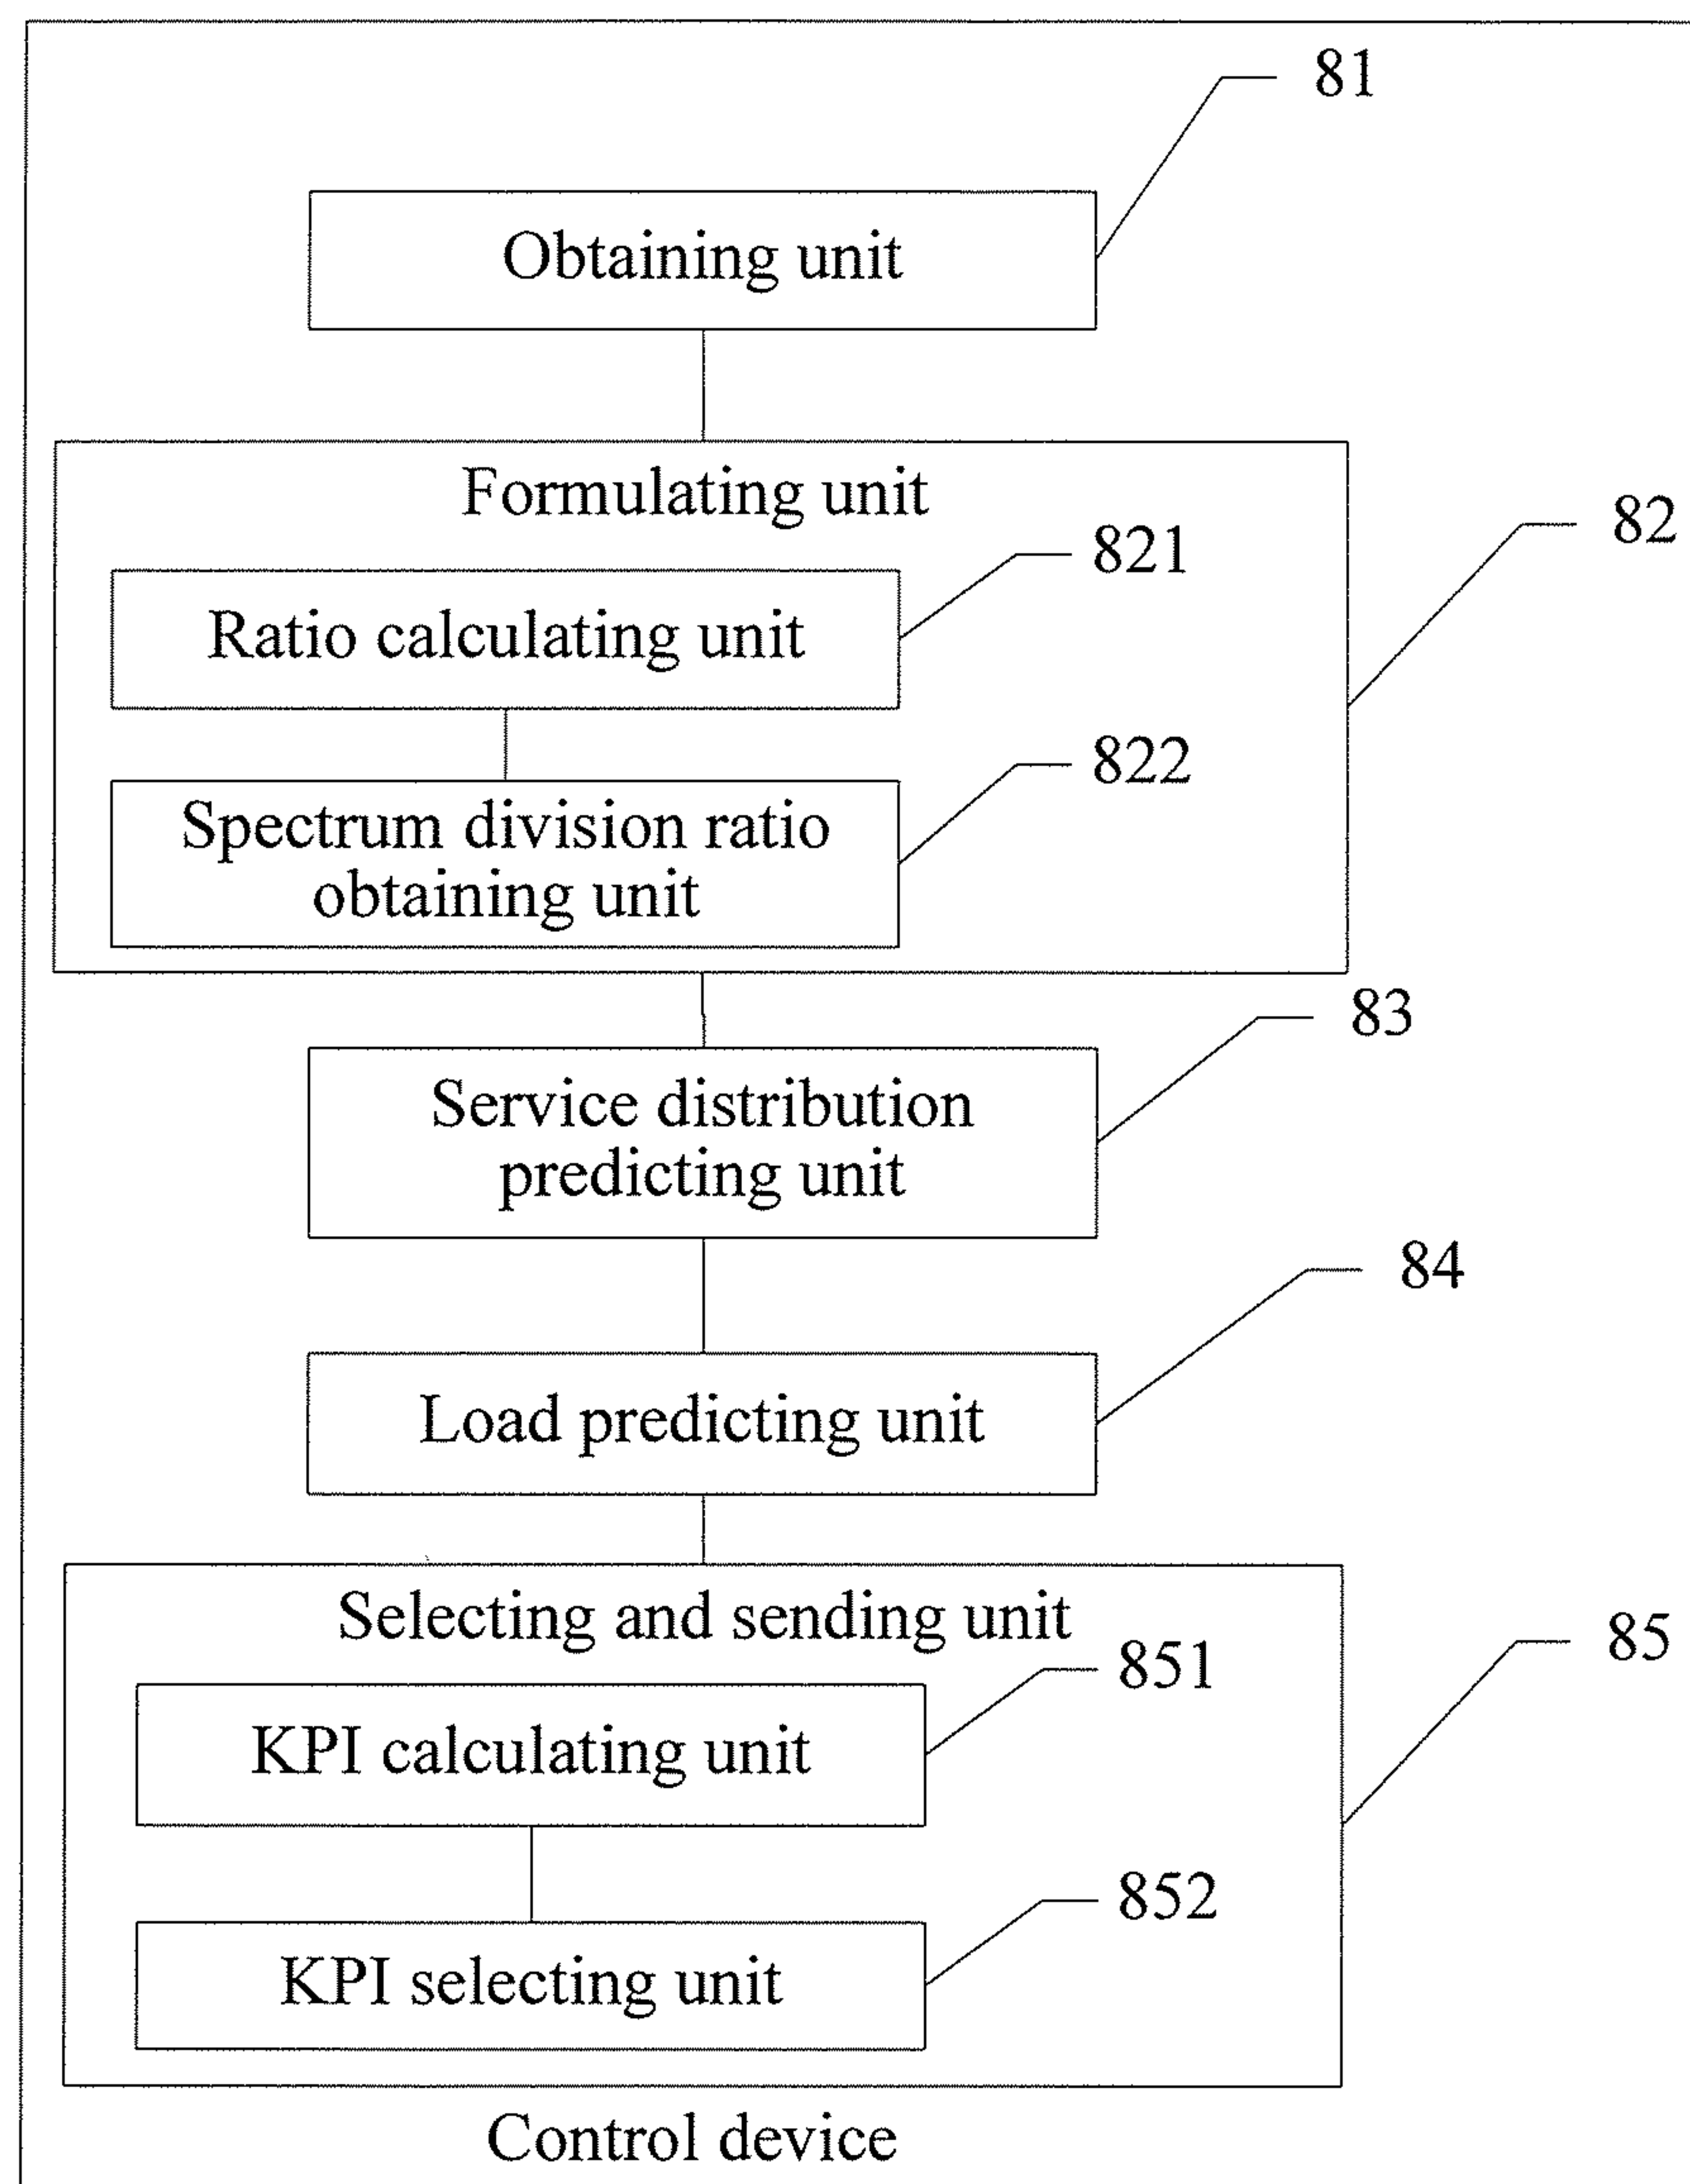 81
Obtaining unit
Formulating unit
82
821
Ratio calculating unit
822
Spectrum division ratio
obtaining unit
83
Service distribution
predicting unit
84
Load predicting unit
Selecting and sending unit
85
851
KPI calculating unit
852
KPI selecting unit
Control device